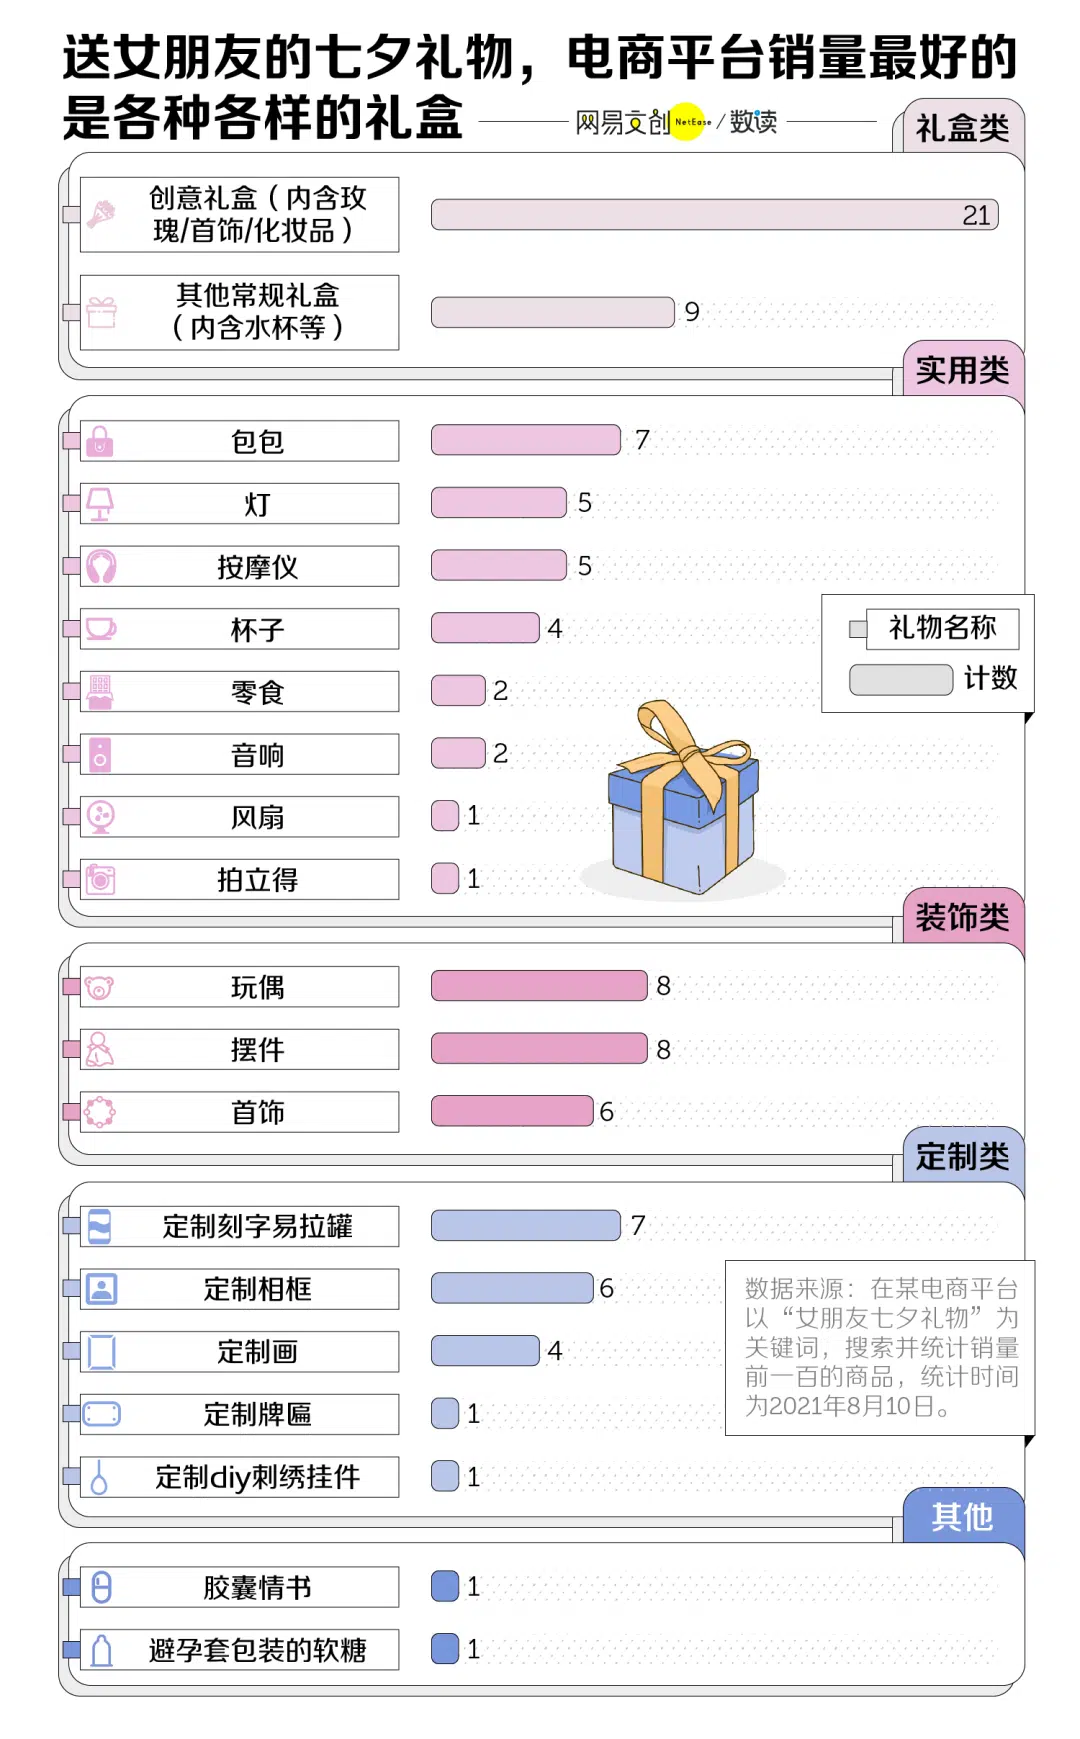 送女朋友的七夕礼物，电商平台销量最好的
是各种各样的礼盒
网易文创 NetEase / 数读
礼盒类
创意礼盒（内含玫
瑰/首饰/化妆品）
21
其他常规礼盒
（内含水杯等）
9
实用类
包包
7
灯
5
按摩仪
5
杯子
4
零食
2
音响
2
风扇
1
拍立得
1
礼物名称
计数
装饰类
玩偶
8
摆件
8
首饰
6
定制类
定制刻字易拉罐
7
定制相框
6
定制画
4
定制牌匾
1
定制diy刺绣挂件
1
数据来源：在某电商平台
以“女朋友七夕礼物”为
关键词，搜索并统计销量
前一百的商品，统计时间
为2021年8月10日。
其他
胶囊情书
1
避孕套包装的软糖
1